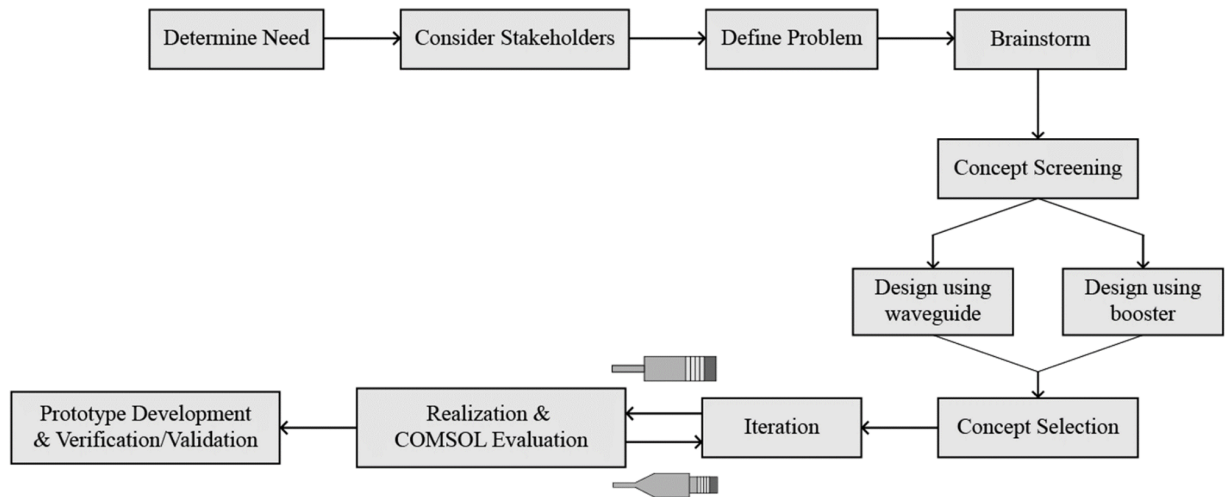 Determine Need
Consider Stakeholders
Define Problem
Brainstorm
Concept Screening
Design using
waveguide
Design using
booster
Concept Selection
Iteration
Realization &
COMSOL Evaluation
Prototype Development
& Verification/Validation